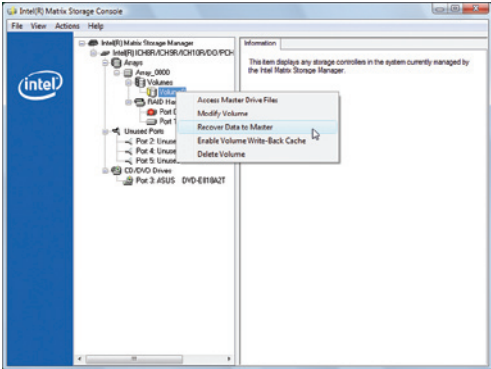 Intel(R) Matrix Storage Console
File View Actions Help
Intel(R) Matrix Storage Manager
Intel(R) ICH8R/ICH9R/ICH10R/DO/PCH
Arrays
Array_0000
Volumes
RAID Ha
Port
Port 1
Unused Ports
Port 2: Unuse
Port 4: Unuse
Port 5: Unuse
CD/DVD Drives
Port 3: ASUS DVD-E818A2T
Access Master Drive Files
Modify Volume
Recover Data to Master
Enable Volume Write-Back Cache
Delete Volume
Information
This item displays any storage controllers in the system currently managed by
the Intel Matrix Storage Manager.
intel